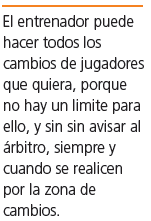 El entrenador puede
hacer todos los
cambios de jugadores
que quiera, porque
no hay un limite para
ello, y sin sin avisar al
árbitro, siempre y
cuando se realicen
por la zona de
cambios.